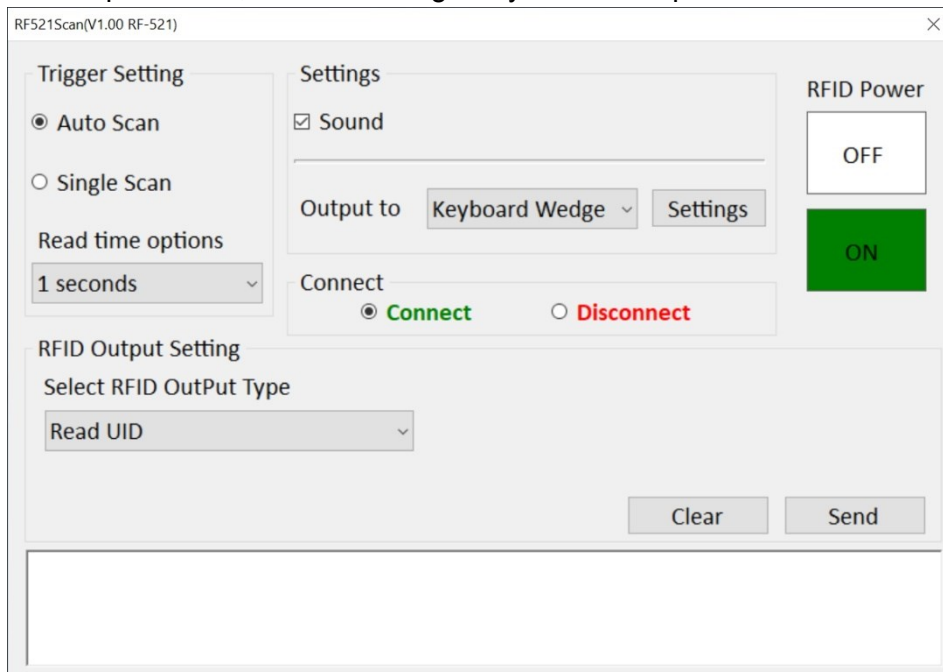 RF521Scan(V1.00 RF-521)
Trigger Setting
Auto Scan
Single Scan
Read time options
1 seconds
Settings
Sound
Output to Keyboard Wedge Settings
Connect
Connect Disconnect
RFID Power
OFF
ON
RFID Output Setting
Select RFID OutPut Type
Read UID
Clear Send